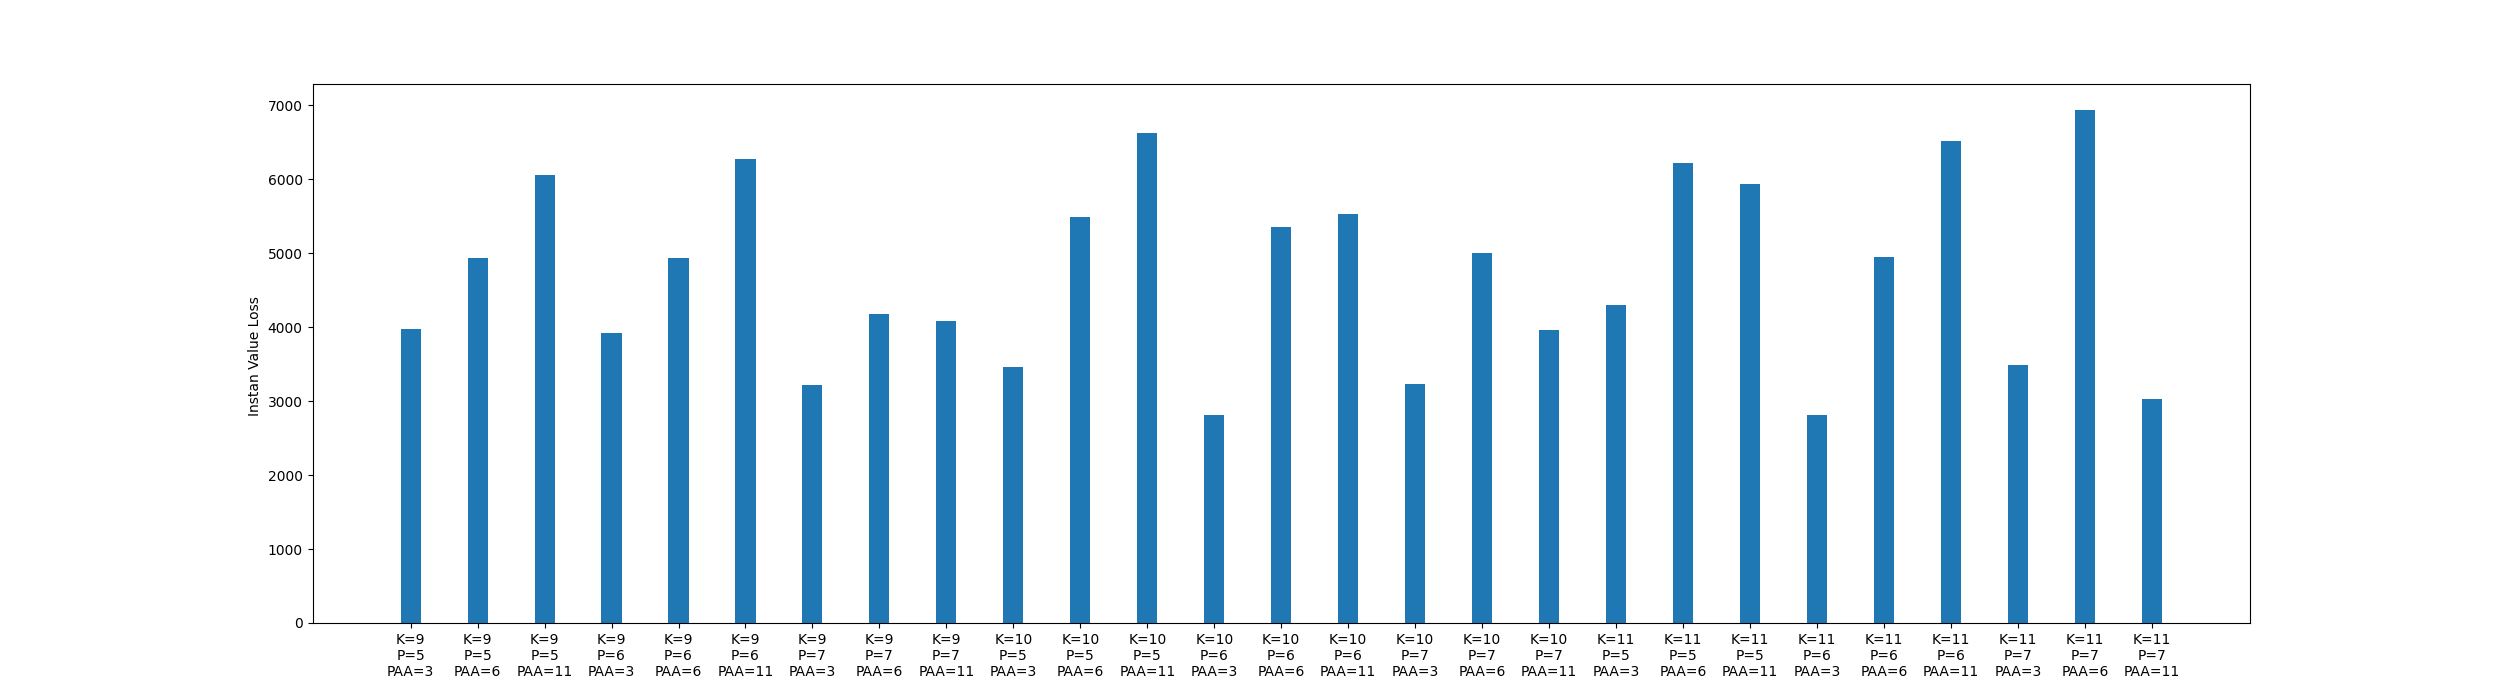 7000
6000
5000
4000
3000
2000
1000
0
Instan Value Loss
K=9 K=9 K=9 K=9 K=9 K=9 K=9 K=9 K=9 K=10 K=10 K=10 K=10 K=10 K=10 K=10 K=10 K=10 K=11 K=11 K=11 K=11 K=11 K=11 K=11 K=11 K=11
P=5 P=5 P=5 P=6 P=6 P=6 P=7 P=7 P=7 P=5 P=5 P=5 P=6 P=6 P=6 P=7 P=7 P=7 P=5 P=5 P=5 P=6 P=6 P=6 P=7 P=7 P=7
PAA=3 PAA=6 PAA=11 PAA=3 PAA=6 PAA=11 PAA=3 PAA=6 PAA=11 PAA=3 PAA=6 PAA=11 PAA=3 PAA=6 PAA=11 PAA=3 PAA=6 PAA=11 PAA=3 PAA=6 PAA=11 PAA=3 PAA=6 PAA=11 PAA=3 PAA=6 PAA=11